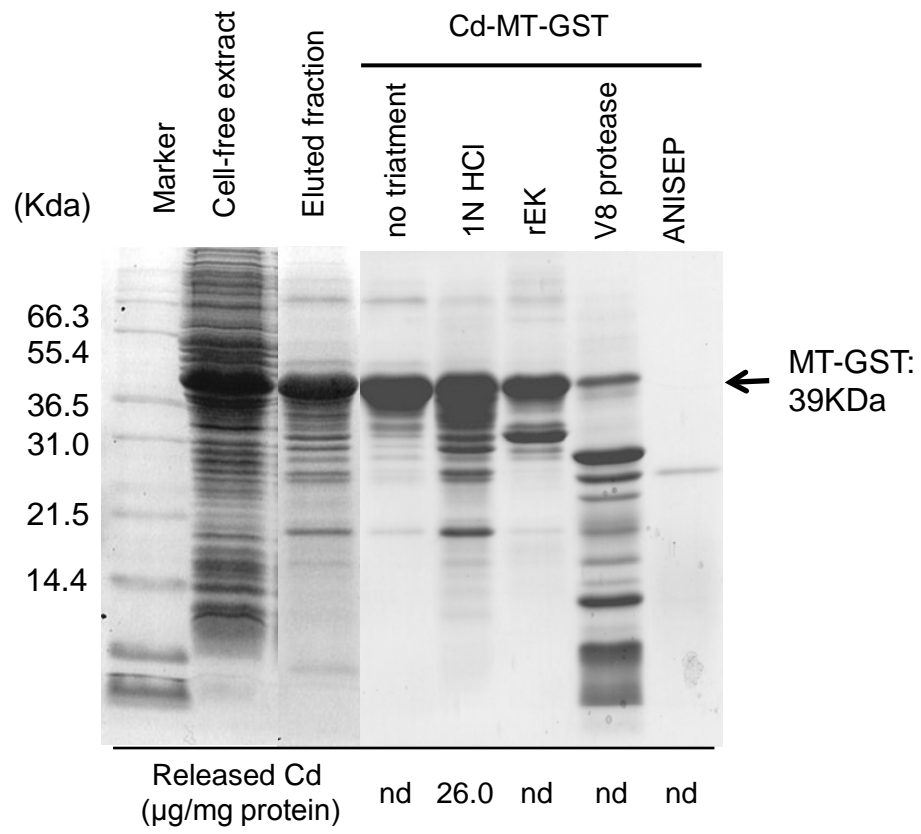 Cd-MT-GST
(Kda)
Marker
Cell-free extract
Eluted fraction
no triatment
1N HCl
rEK
V8 protease
ANISEP
66.3
55.4
36.5
31.0
21.5
14.4
MT-GST:
39KDa
Released Cd
(µg/mg protein)
nd 26.0 nd nd nd